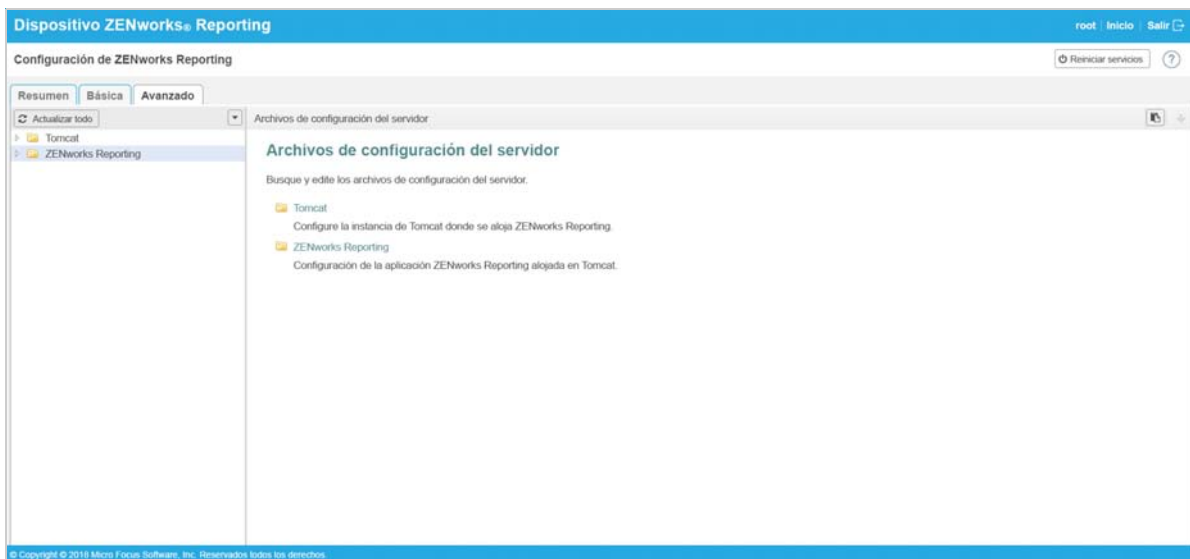 Dispositivo ZENworks® Reporting
root Inicio Salir
Configuración de ZENworks Reporting
Reiniciar servicios ?
Resumen Básica Avanzado
Actualizar todo
Archivos de configuración del servidor
Tomcat
ZENworks Reporting
Archivos de configuración del servidor
Busque y edite los archivos de configuración del servidor.
Tomcat
Configure la instancia de Tomcat donde se aloja ZENworks Reporting.
ZENworks Reporting
Configuración de la aplicación ZENworks Reporting alojada en Tomcat.
© Copyright © 2018 Micro Focus Software, Inc. Reservados todos los derechos.